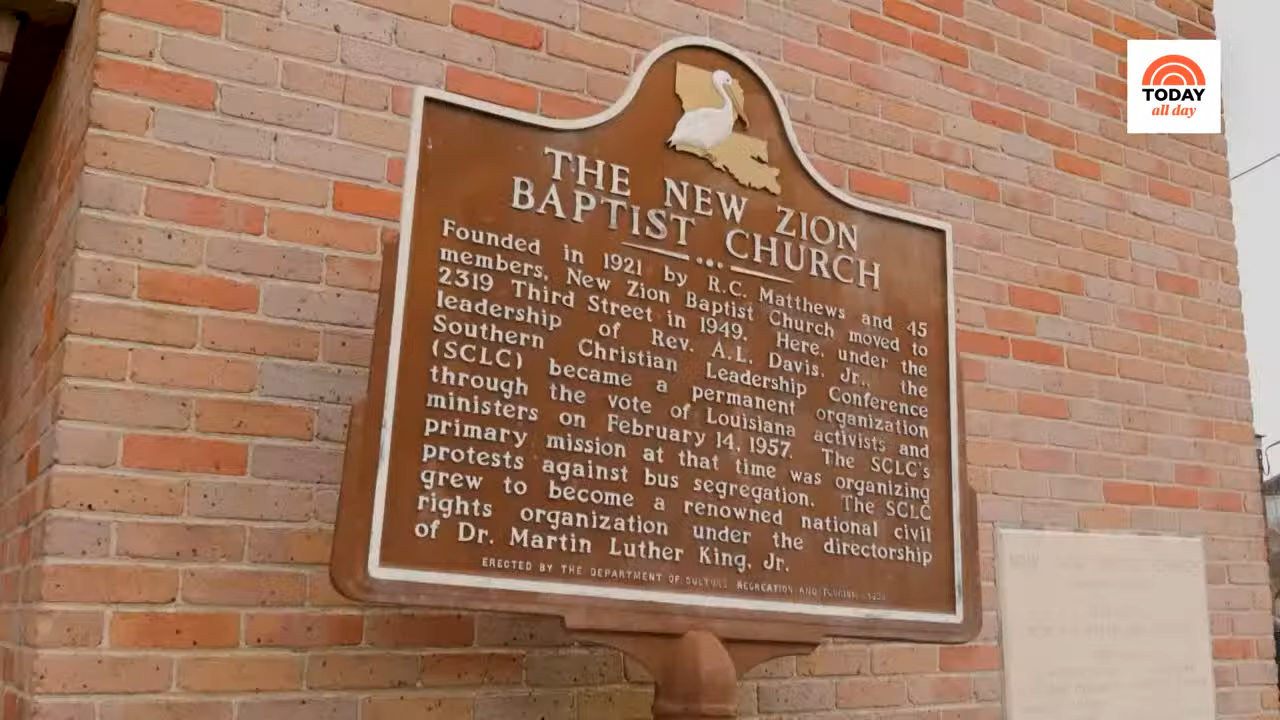 TODAY
all day
THE NEW ZION
BAPTIST CHURCH
Founded in 1921 by R.C. Matthews and 45
members, New Zion Baptist Church moved to
2319 Third Street in 1949. Here, under the
leadership of Rev. A.L. Davis, Jr., the
Southern Christian Leadership Conference
(SCLC) became a permanent organization
through the vote of Louisiana activists and
ministers on February 14, 1957. The SCLC's
primary mission at that time was organizing
protests against bus segregation. The SCLC
grew to become a renowned national civil
rights organization under the directorship
of Dr. Martin Luther King, Jr.
ERECTED BY THE DEPARTMENT OF CULTURE RECREATION AND TOURISM